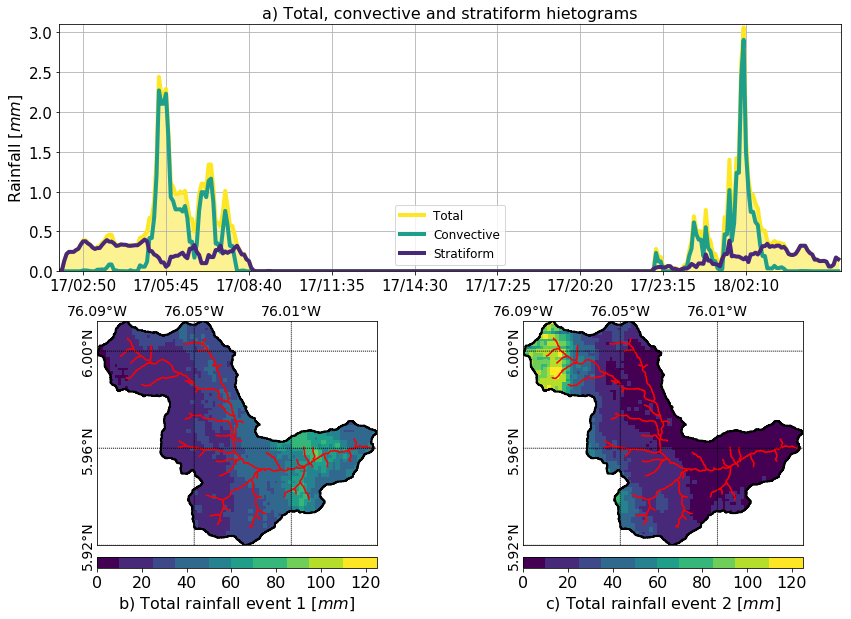 a) Total, convective and stratiform hietograms
Rainfall [mm]
3.0
2.5
2.0
1.5
1.0
0.5
0.0
Total
Convective
Stratiform
17/02:50 17/05:45 17/08:40 17/11:35 17/14:30 17/17:25 17/20:20 17/23:15 18/02:10
76.09°W 76.05°W 76.01°W
6.00°N
5.96°N
5.92°N
0 20 40 60 80 100 120
b) Total rainfall event 1 [mm]
76.09°W 76.05°W 76.01°W
6.00°N
5.96°N
5.92°N
0 20 40 60 80 100 120
c) Total rainfall event 2 [mm]